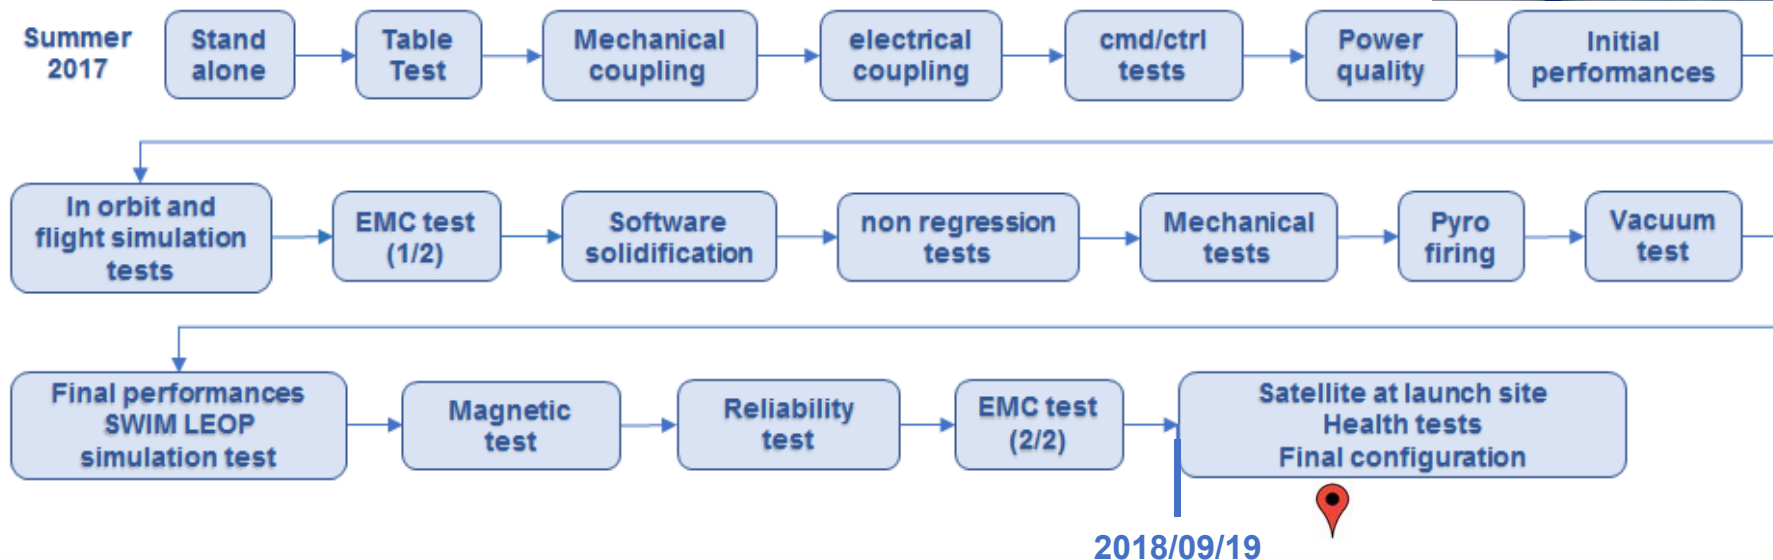 Summer
2017
Stand
alone
Table
Test
Mechanical
coupling
electrical
coupling
cmd/ctrl
tests
Power
quality
Initial
performances
In orbit and
flight simulation
tests
EMC test
(1/2)
Software
solidification
non regression
tests
Mechanical
tests
Pyro
firing
Vacuum
test
Final performances
SWIM LEOP
simulation test
Magnetic
test
Reliability
test
EMC test
(2/2)
Satellite at launch site
Health tests
Final configuration
2018/09/19